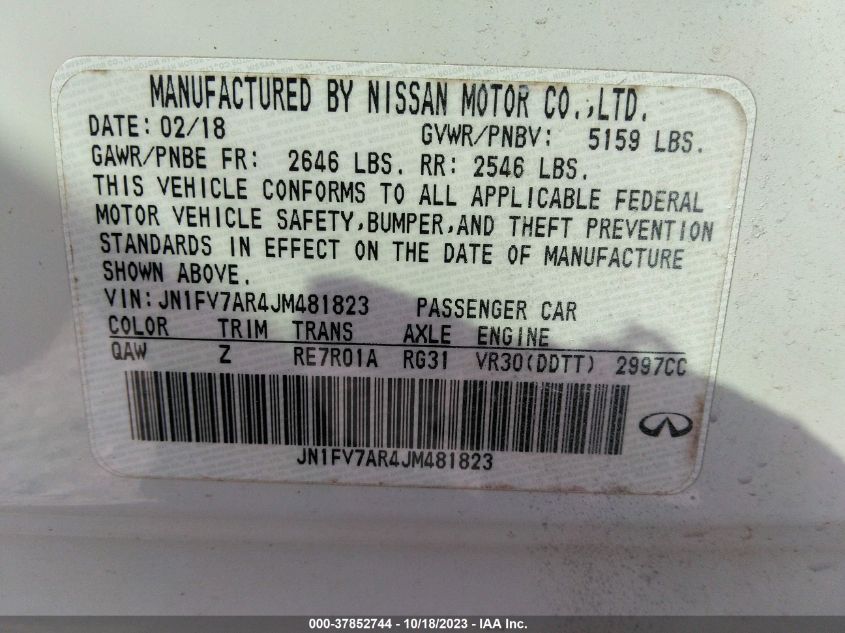 MANUFACTURED BY NISSAN MOTOR CO.,LTD.
DATE: 02/18 GVWR/PNBV: 5159 LBS.
GAWR/PNBE FR: 2646 LBS. RR: 2546 LBS.
THIS VEHICLE CONFORMS TO ALL APPLICABLE FEDERAL
MOTOR VEHICLE SAFETY,BUMPER,AND THEFT PREVENTION
STANDARDS IN EFFECT ON THE DATE OF MANUFACTURE
SHOWN ABOVE.
VIN:JN1FV7AR4JM481823 PASSENGER CAR
COLOR TRIM TRANS AXLE ENGINE
QAW Z RE7R01A RG31 VR30(DDTT) 2997CC
JN1FV7AR4JM481823
000-37852744 - 10/18/2023 - IAA Inc.